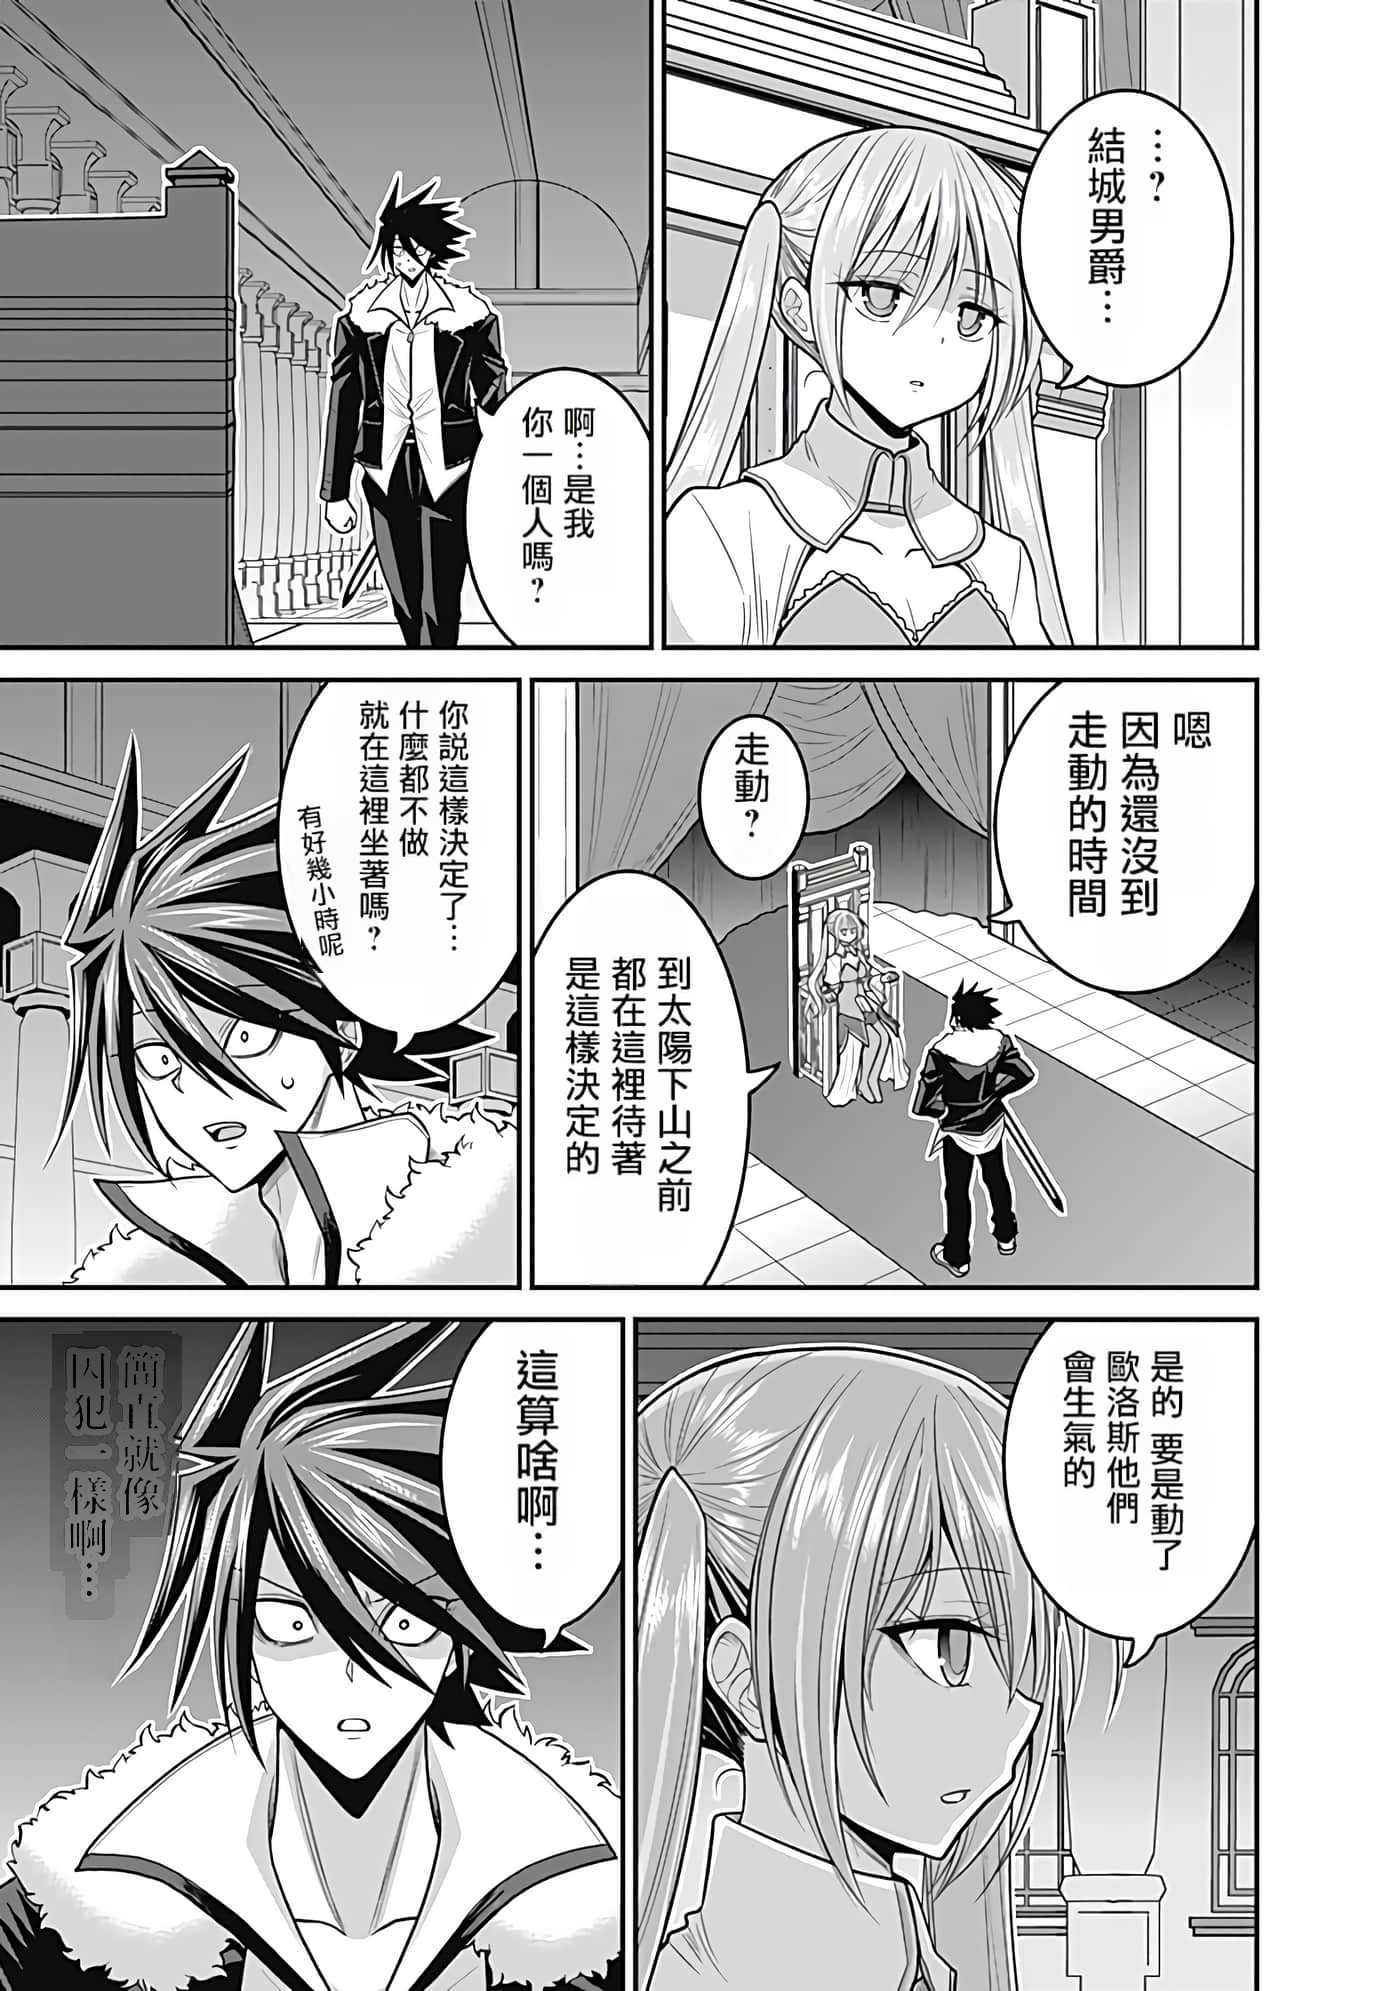 …?
結城男爵…
啊…是我
你一個人嗎?
嗯
因為還沒到
走動的時間
走動?
到太陽下山之前
都在這裡待著
是這樣決定的
你說這樣決定了…
什麼都不做
就在這裡坐著嗎?
有好幾小時呢
是的 要是動了
歐洛斯他們
會生氣的
這算啥啊…
簡直就像
囚犯一樣啊…